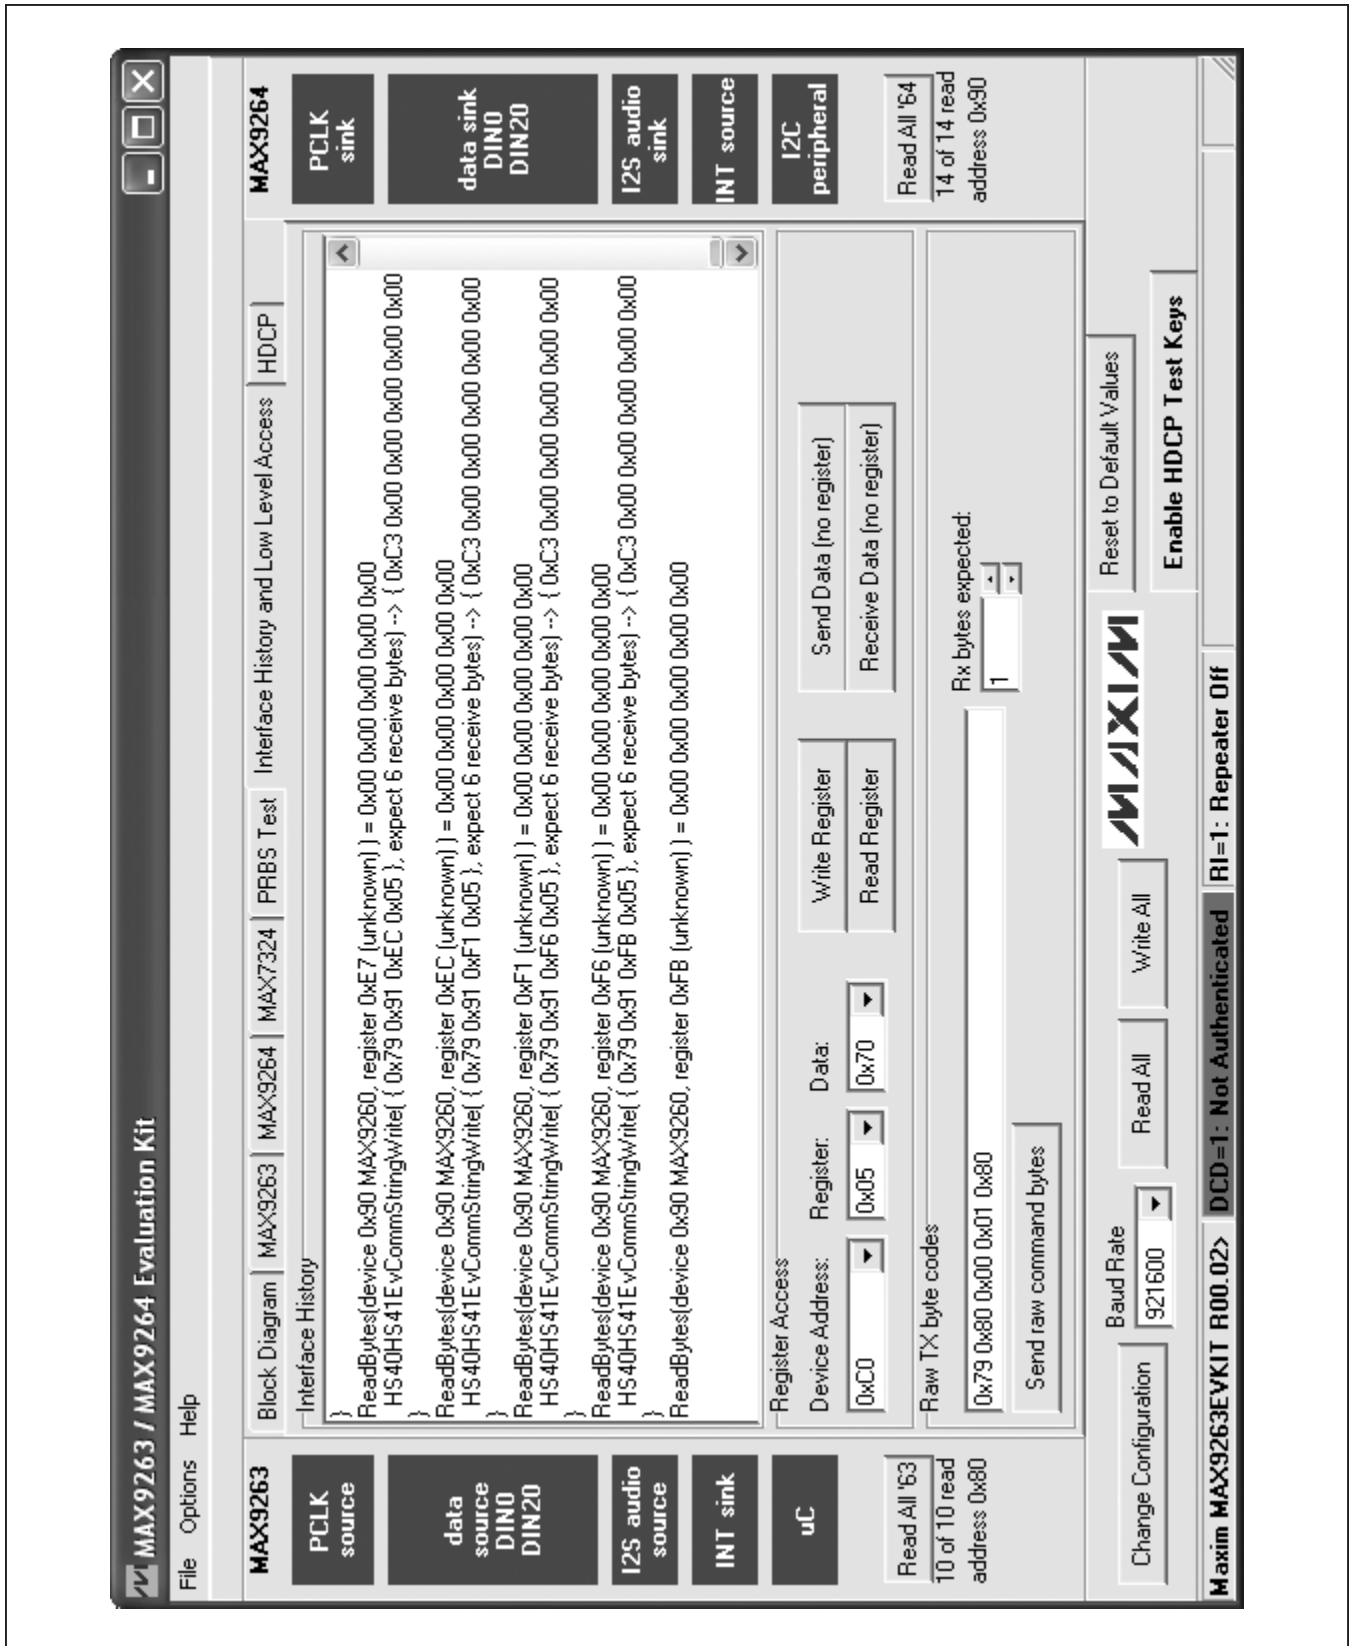 MAX9263 / MAX9264 Evaluation Kit
File Options Help
MAX9263
PCLK
source
data
source
DIN0
DIN20
I2S audio
source
INT sink
uC
Read All '63
10 of 10 read
address 0x80
Block Diagram MAX9263 MAX9264 MAX7324 PRBS Test Interface History and Low Level Access HDCP
Interface History
}
ReadBytes(device 0x90 MAX9260, register 0xE7 (unknown) ) = 0x00 0x00 0x00 0x00 0x00
HS40HS41EvCommStringWrite( { 0x79 0x91 0xEC 0x05 }, expect 6 receive bytes) --> { 0xC3 0x00 0x00 0x00 0x00 0x00
}
ReadBytes(device 0x90 MAX9260, register 0xEC (unknown) ) = 0x00 0x00 0x00 0x00 0x00
HS40HS41EvCommStringWrite( { 0x79 0x91 0xF1 0x05 }, expect 6 receive bytes) --> { 0xC3 0x00 0x00 0x00 0x00 0x00
}
ReadBytes(device 0x90 MAX9260, register 0xF1 (unknown) ) = 0x00 0x00 0x00 0x00 0x00
HS40HS41EvCommStringWrite( { 0x79 0x91 0xF6 0x05 }, expect 6 receive bytes) --> { 0xC3 0x00 0x00 0x00 0x00 0x00
}
ReadBytes(device 0x90 MAX9260, register 0xF6 (unknown) ) = 0x00 0x00 0x00 0x00 0x00
HS40HS41EvCommStringWrite( { 0x79 0x91 0xFB 0x05 }, expect 6 receive bytes) --> { 0xC3 0x00 0x00 0x00 0x00 0x00
}
ReadBytes(device 0x90 MAX9260, register 0xFB (unknown) ) = 0x00 0x00 0x00 0x00 0x00
Register Access
Device Address: Register: Data:
0xC0 0x05 0x70
Write Register
Read Register
Send Data (no register)
Receive Data (no register)
Raw TX byte codes
Rx bytes expected:
0x79 0x80 0x00 0x01 0x80
1
Send raw command bytes
MAX9264
PCLK
sink
data sink
DIN0
DIN20
I2S audio
sink
INT source
I2C
peripheral
Read All '64
14 of 14 read
address 0x90
Change Configuration
Baud Rate
921600
Read All
Write All
MAXIM
Reset to Default Values
Enable HDCP Test Keys
Maxim MAX9263EVKIT R00.02> DCD=1: Not Authenticated RI=1: Repeater Off